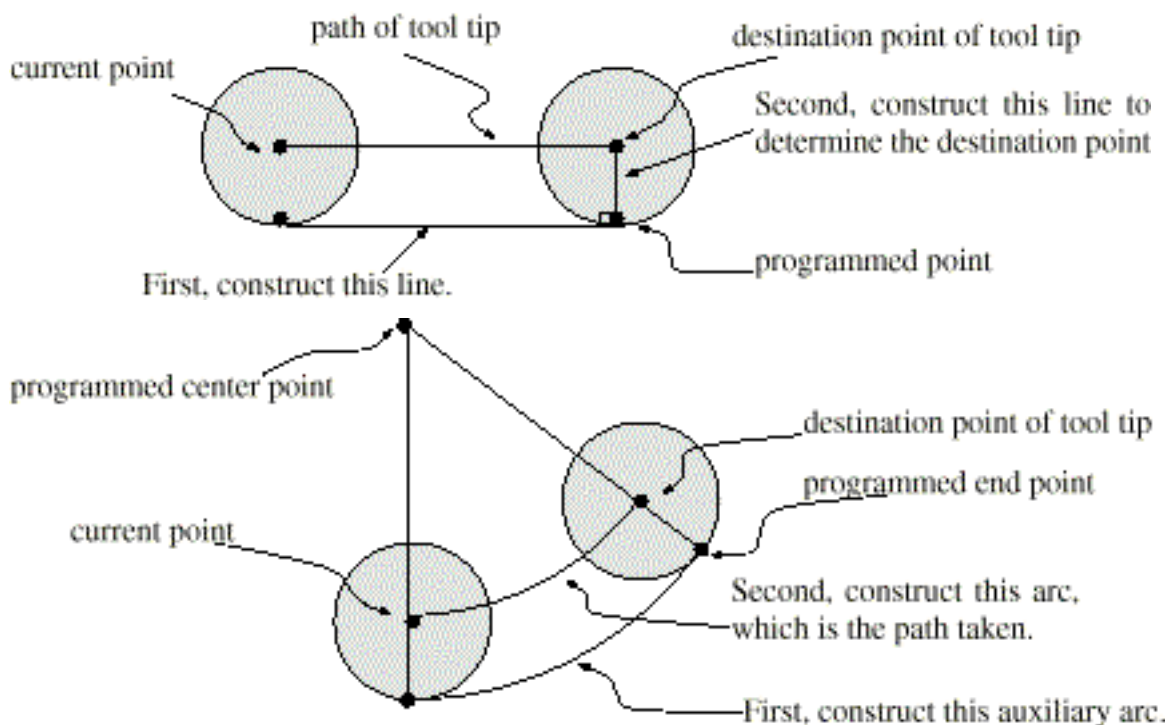 path of tool tip
destination point of tool tip
current point
Second, construct this line to
determine the destination point
programmed point
First, construct this line.
programmed center point
destination point of tool tip
programmed end point
current point
Second, construct this arc,
which is the path taken.
First, construct this auxiliary arc.